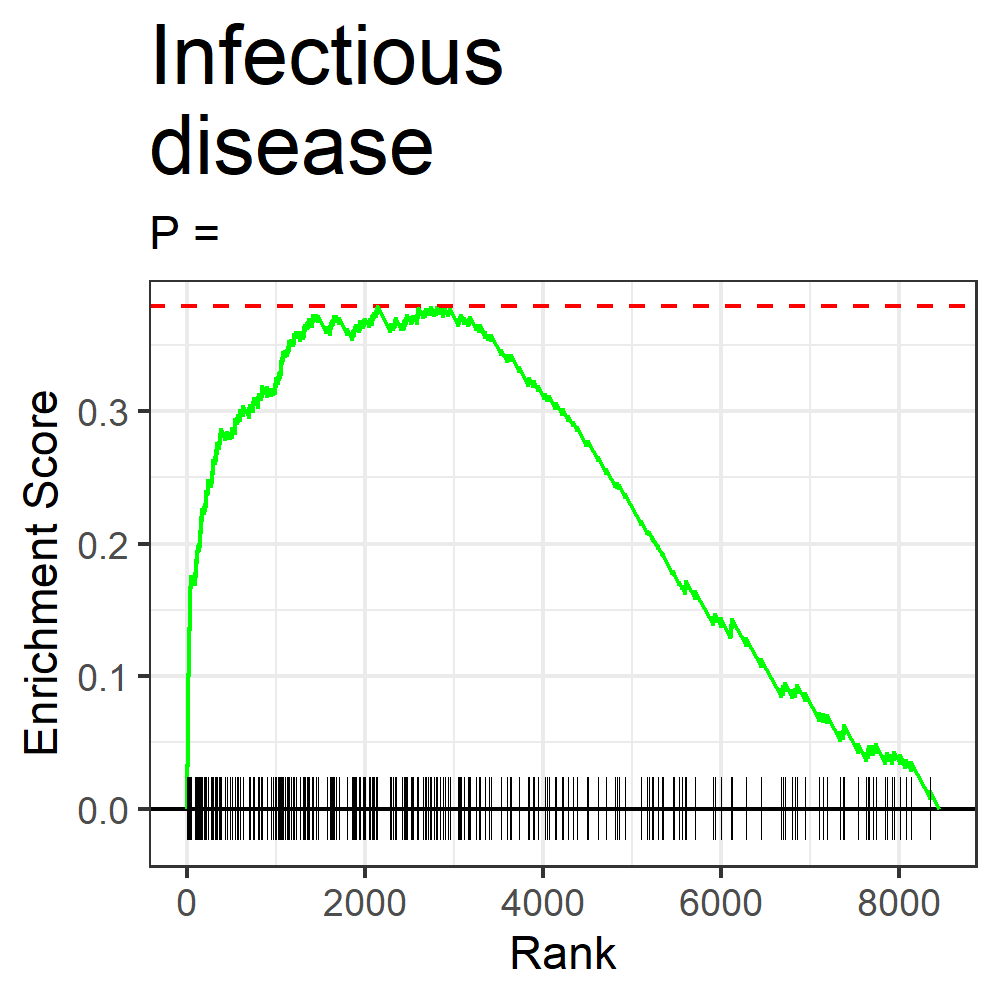 Infectious
disease
P =
Enrichment Score
0.3
0.2
0.1
0.0
0 2000 4000 6000 8000
Rank